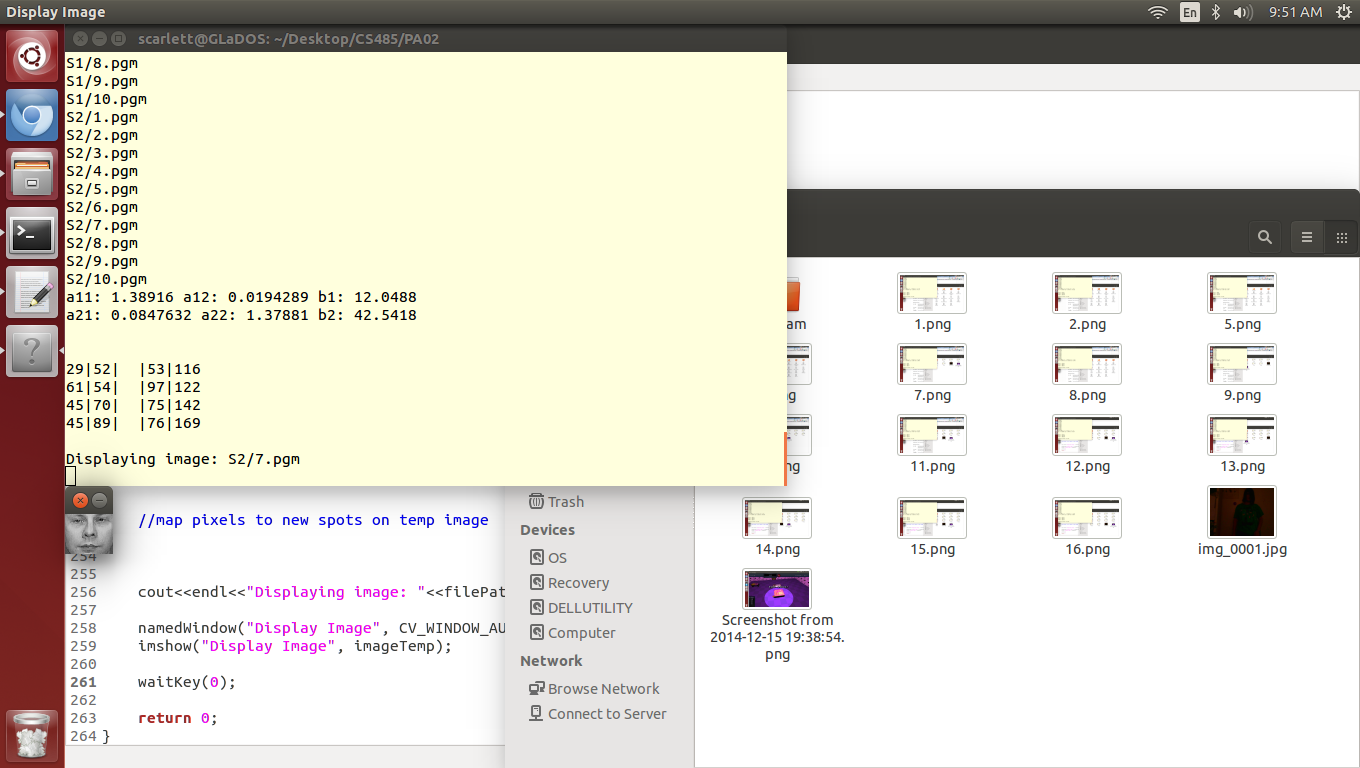 Display Image
En
9:51 AM
scarlett@GLaDOS: ~/Desktop/CS485/PA02
S1/8.pgm
S1/9.pgm
S1/10.pgm
S2/1.pgm
S2/2.pgm
S2/3.pgm
S2/4.pgm
S2/5.pgm
S2/6.pgm
S2/7.pgm
S2/8.pgm
S2/9.pgm
S2/10.pgm
a11: 1.38916 a12: 0.0194289 b1: 12.0488
a21: 0.0847632 a22: 1.37881 b2: 42.5418
29|52|  |53|116
61|54|  |97|122
45|70|  |75|142
45|89|  |76|169
Displaying image: S2/7.pgm
//map pixels to new spots on temp image
254
255
256 cout<<endl<<"Displaying image: "<<filePat
257
258 namedWindow("Display Image", CV_WINDOW_AU
259 imshow("Display Image", imageTemp);
260
261 waitKey(0);
262
263 return 0;
264 }
Trash
Devices
OS
Recovery
DELLUTILITY
Computer
Network
Browse Network
Connect to Server
am
1.png
2.png
5.png
ng
7.png
8.png
9.png
ng
11.png
12.png
13.png
14.png
15.png
16.png
img_0001.jpg
Screenshot from
2014-12-15 19:38:54.
png